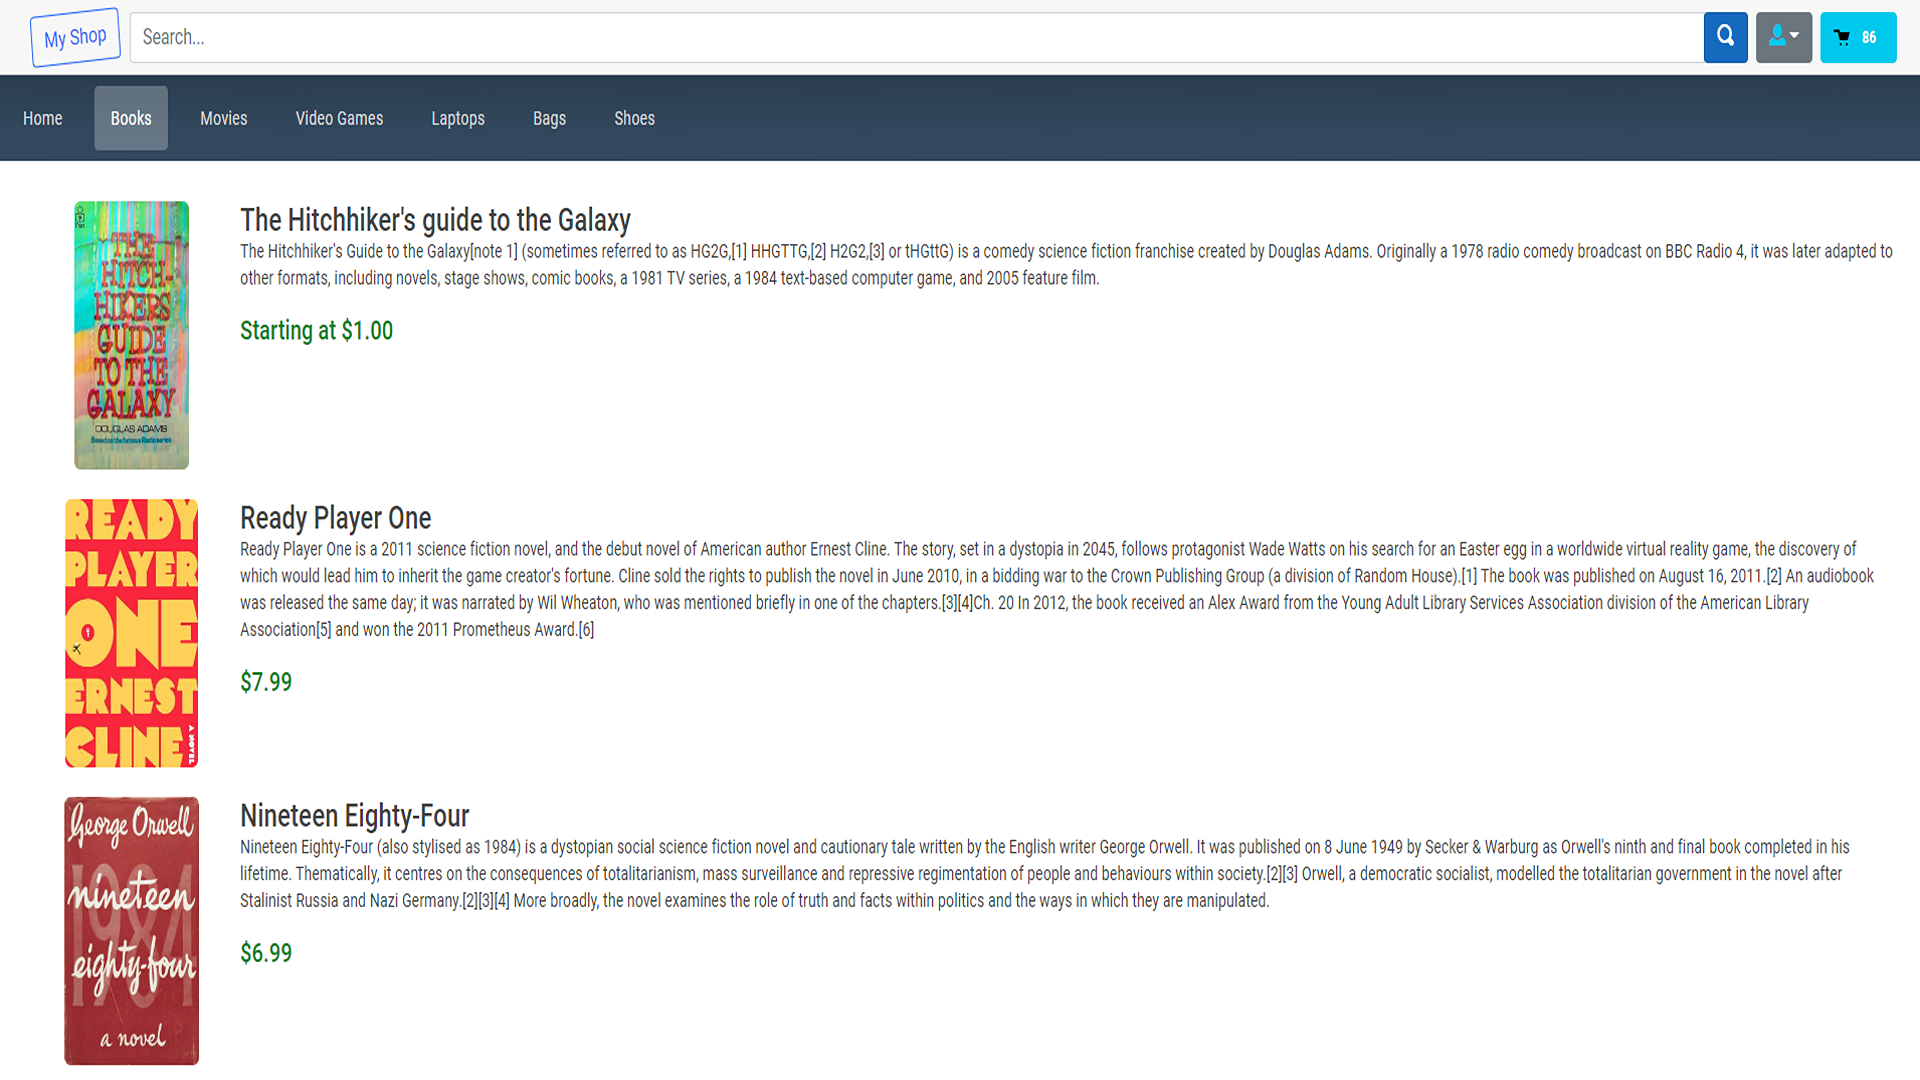 My Shop
Search...
86
Home
Books
Movies
Video Games
Laptops
Bags
Shoes
THE
HITCH-
HIKERS
GUIDE
TO THE
GALAXY
DOUGLAS ADAMS
Based on the famous Radio series
The Hitchhiker's guide to the Galaxy
The Hitchhiker's Guide to the Galaxy[note 1] (sometimes referred to as HG2G,[1] HHGTTG,[2] H2G2,[3] or tHGttG) is a comedy science fiction franchise created by Douglas Adams. Originally a 1978 radio comedy broadcast on BBC Radio 4, it was later adapted to
other formats, including novels, stage shows, comic books, a 1981 TV series, a 1984 text-based computer game, and 2005 feature film.
Starting at $1.00
READY
PLAYER
ONE
ERNEST
CLINE
A NOVEL
Ready Player One
Ready Player One is a 2011 science fiction novel, and the debut novel of American author Ernest Cline. The story, set in a dystopia in 2045, follows protagonist Wade Watts on his search for an Easter egg in a worldwide virtual reality game, the discovery of
which would lead him to inherit the game creator's fortune. Cline sold the rights to publish the novel in June 2010, in a bidding war to the Crown Publishing Group (a division of Random House).[1] The book was published on August 16, 2011.[2] An audiobook
was released the same day; it was narrated by Wil Wheaton, who was mentioned briefly in one of the chapters.[3][4]Ch. 20 In 2012, the book received an Alex Award from the Young Adult Library Services Association division of the American Library
Association[5] and won the 2011 Prometheus Award.[6]
$7.99
George Orwell
1984
nineteen
eighty-four
a novel
Nineteen Eighty-Four
Nineteen Eighty-Four (also stylised as 1984) is a dystopian social science fiction novel and cautionary tale written by the English writer George Orwell. It was published on 8 June 1949 by Secker & Warburg as Orwell's ninth and final book completed in his
lifetime. Thematically, it centres on the consequences of totalitarianism, mass surveillance and repressive regimentation of people and behaviours within society.[2][3] Orwell, a democratic socialist, modelled the totalitarian government in the novel after
Stalinist Russia and Nazi Germany.[2][3][4] More broadly, the novel examines the role of truth and facts within politics and the ways in which they are manipulated.
$6.99